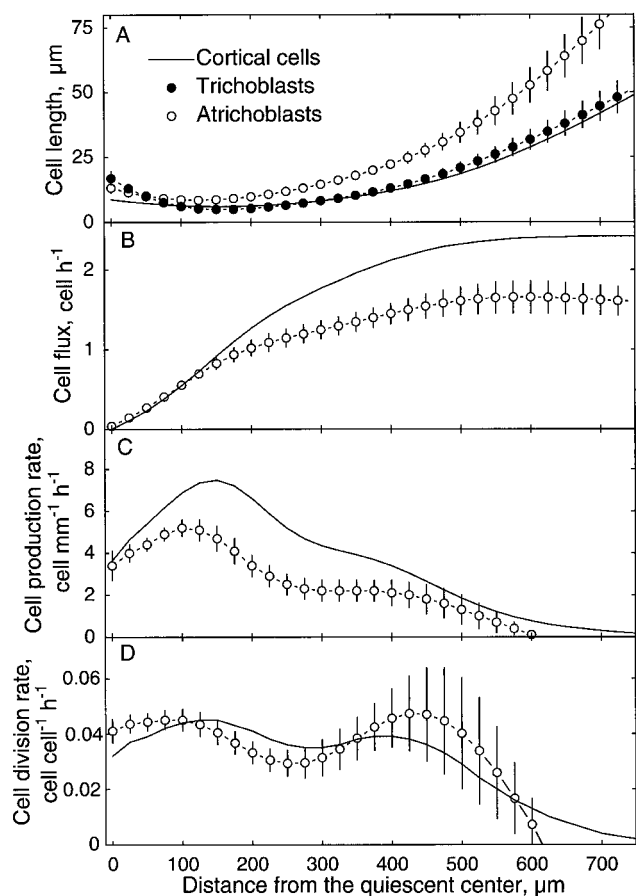 A
75
50
25
0
Cell length, µm
Cortical cells
Trichoblasts
Atrichoblasts
B
2
1
0
Cell flux, cell h⁻¹
C
8
6
4
2
0
Cell production rate,
cell mm⁻¹ h⁻¹
D
0.06
0.04
0.02
0
Cell division rate,
cell cell⁻¹ h⁻¹
0 100 200 300 400 500 600 700
Distance from the quiescent center, µm